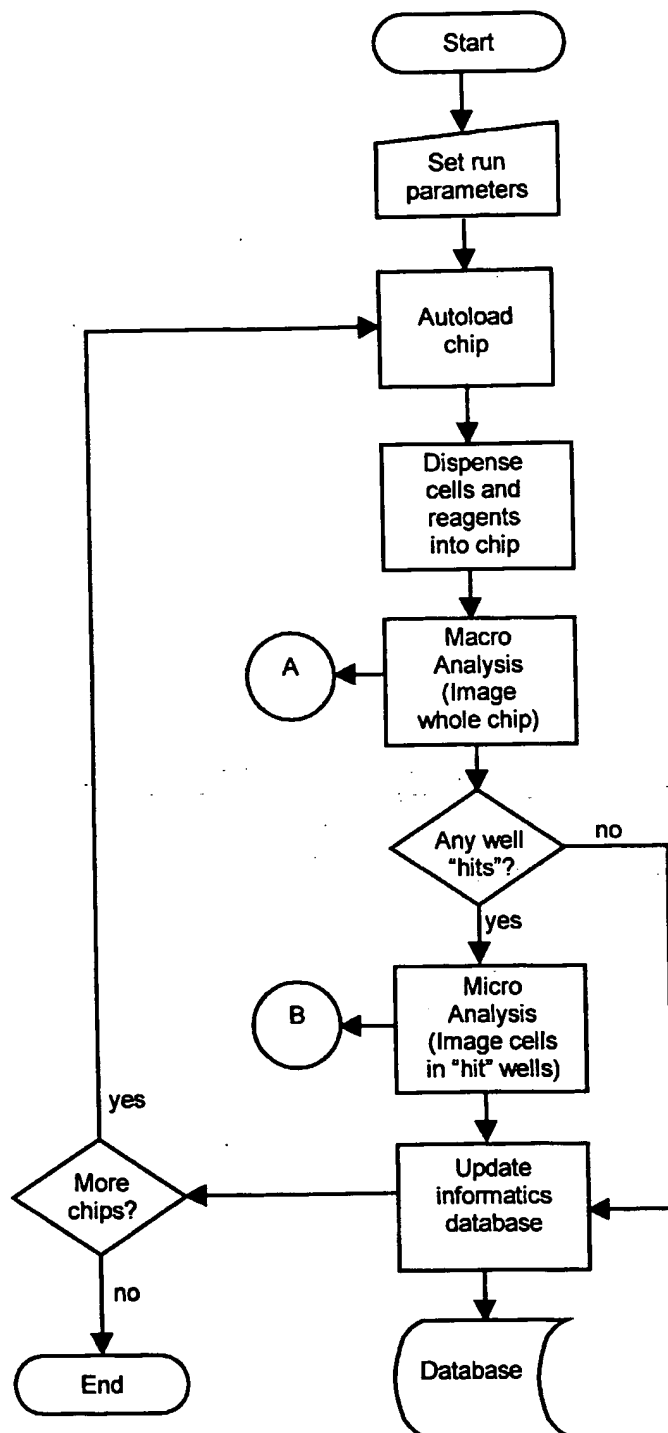 Start
Set run
parameters
Autoload
chip
Dispense
cells and
reagents
into chip
Macro
Analysis
(Image
whole chip)
A
Any well
"hits"?
no
yes
Micro
Analysis
(Image cells
in "hit" wells)
B
yes
Update
informatics
database
More
chips?
no
Database
End